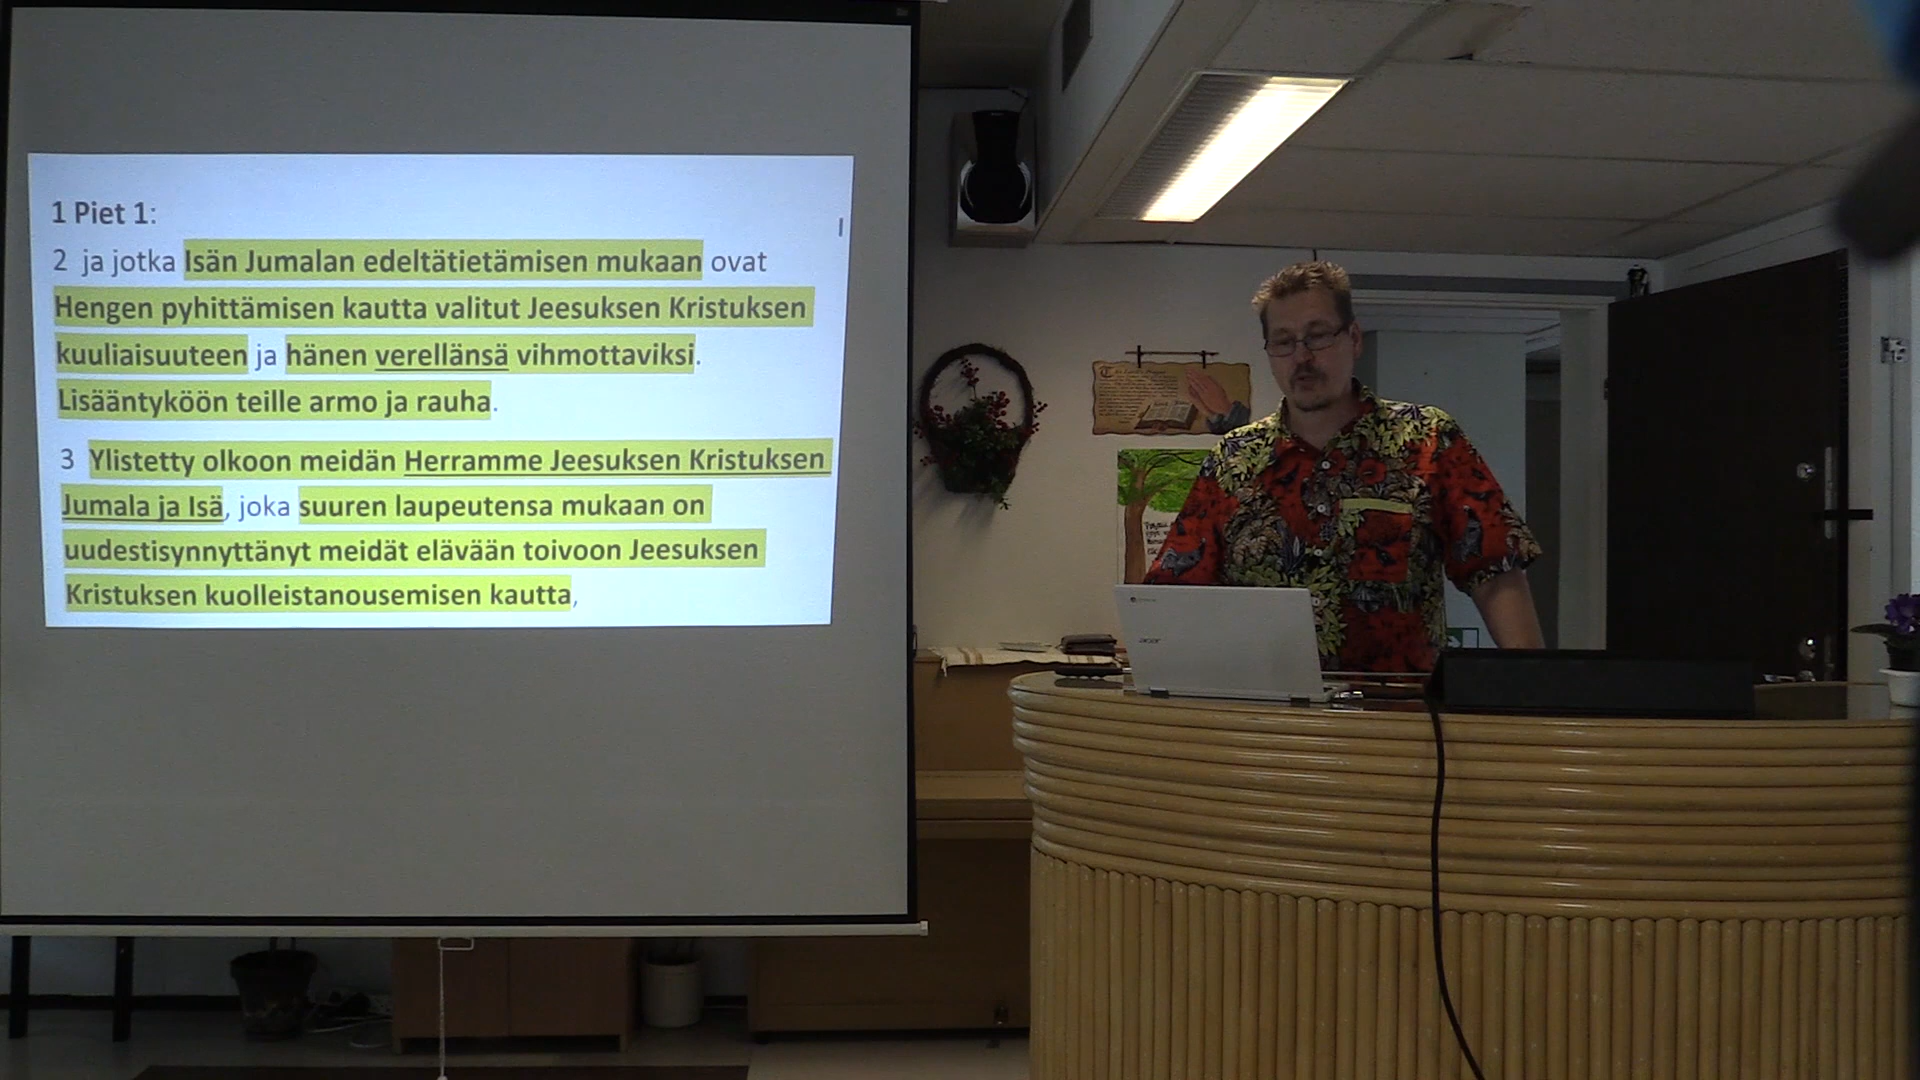 1 Piet 1:
2 ja jotka Isän Jumalan edeltätietämisen mukaan ovat
Hengen pyhittämisen kautta valitut Jeesuksen Kristuksen
kuuliaisuuteen ja hänen verellänsä vihmottaviksi.
Lisääntyköön teille armo ja rauha.
3 Ylistetty olkoon meidän Herramme Jeesuksen Kristuksen
Jumala ja Isä, joka suuren laupeutensa mukaan on
uudestisynnyttänyt meidät elävään toivoon Jeesuksen
Kristuksen kuolleistanousemisen kautta,
acer